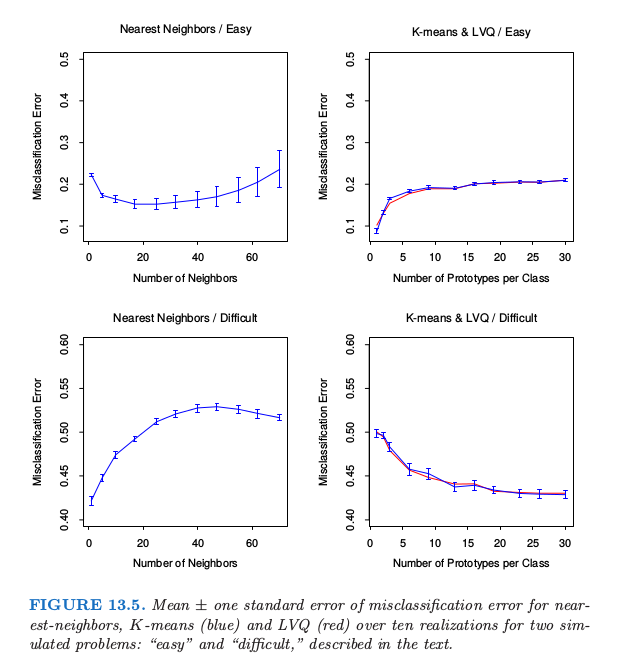 Nearest Neighbors / Easy
0.5
0.4
0.3
0.2
0.1
Misclassification Error
0 20 40 60
Number of Neighbors
K-means & LVQ / Easy
0.5
0.4
0.3
0.2
0.1
Misclassification Error
0 5 10 15 20 25 30
Number of Prototypes per Class
Nearest Neighbors / Difficult
0.60
0.55
0.50
0.45
0.40
Misclassification Error
0 20 40 60
Number of Neighbors
K-means & LVQ / Difficult
0.60
0.55
0.50
0.45
0.40
Misclassification Error
0 5 10 15 20 25 30
Number of Prototypes per Class
FIGURE 13.5. Mean ± one standard error of misclassification error for near-
est-neighbors, K-means (blue) and LVQ (red) over ten realizations for two sim-
ulated problems: “easy” and “difficult,” described in the text.